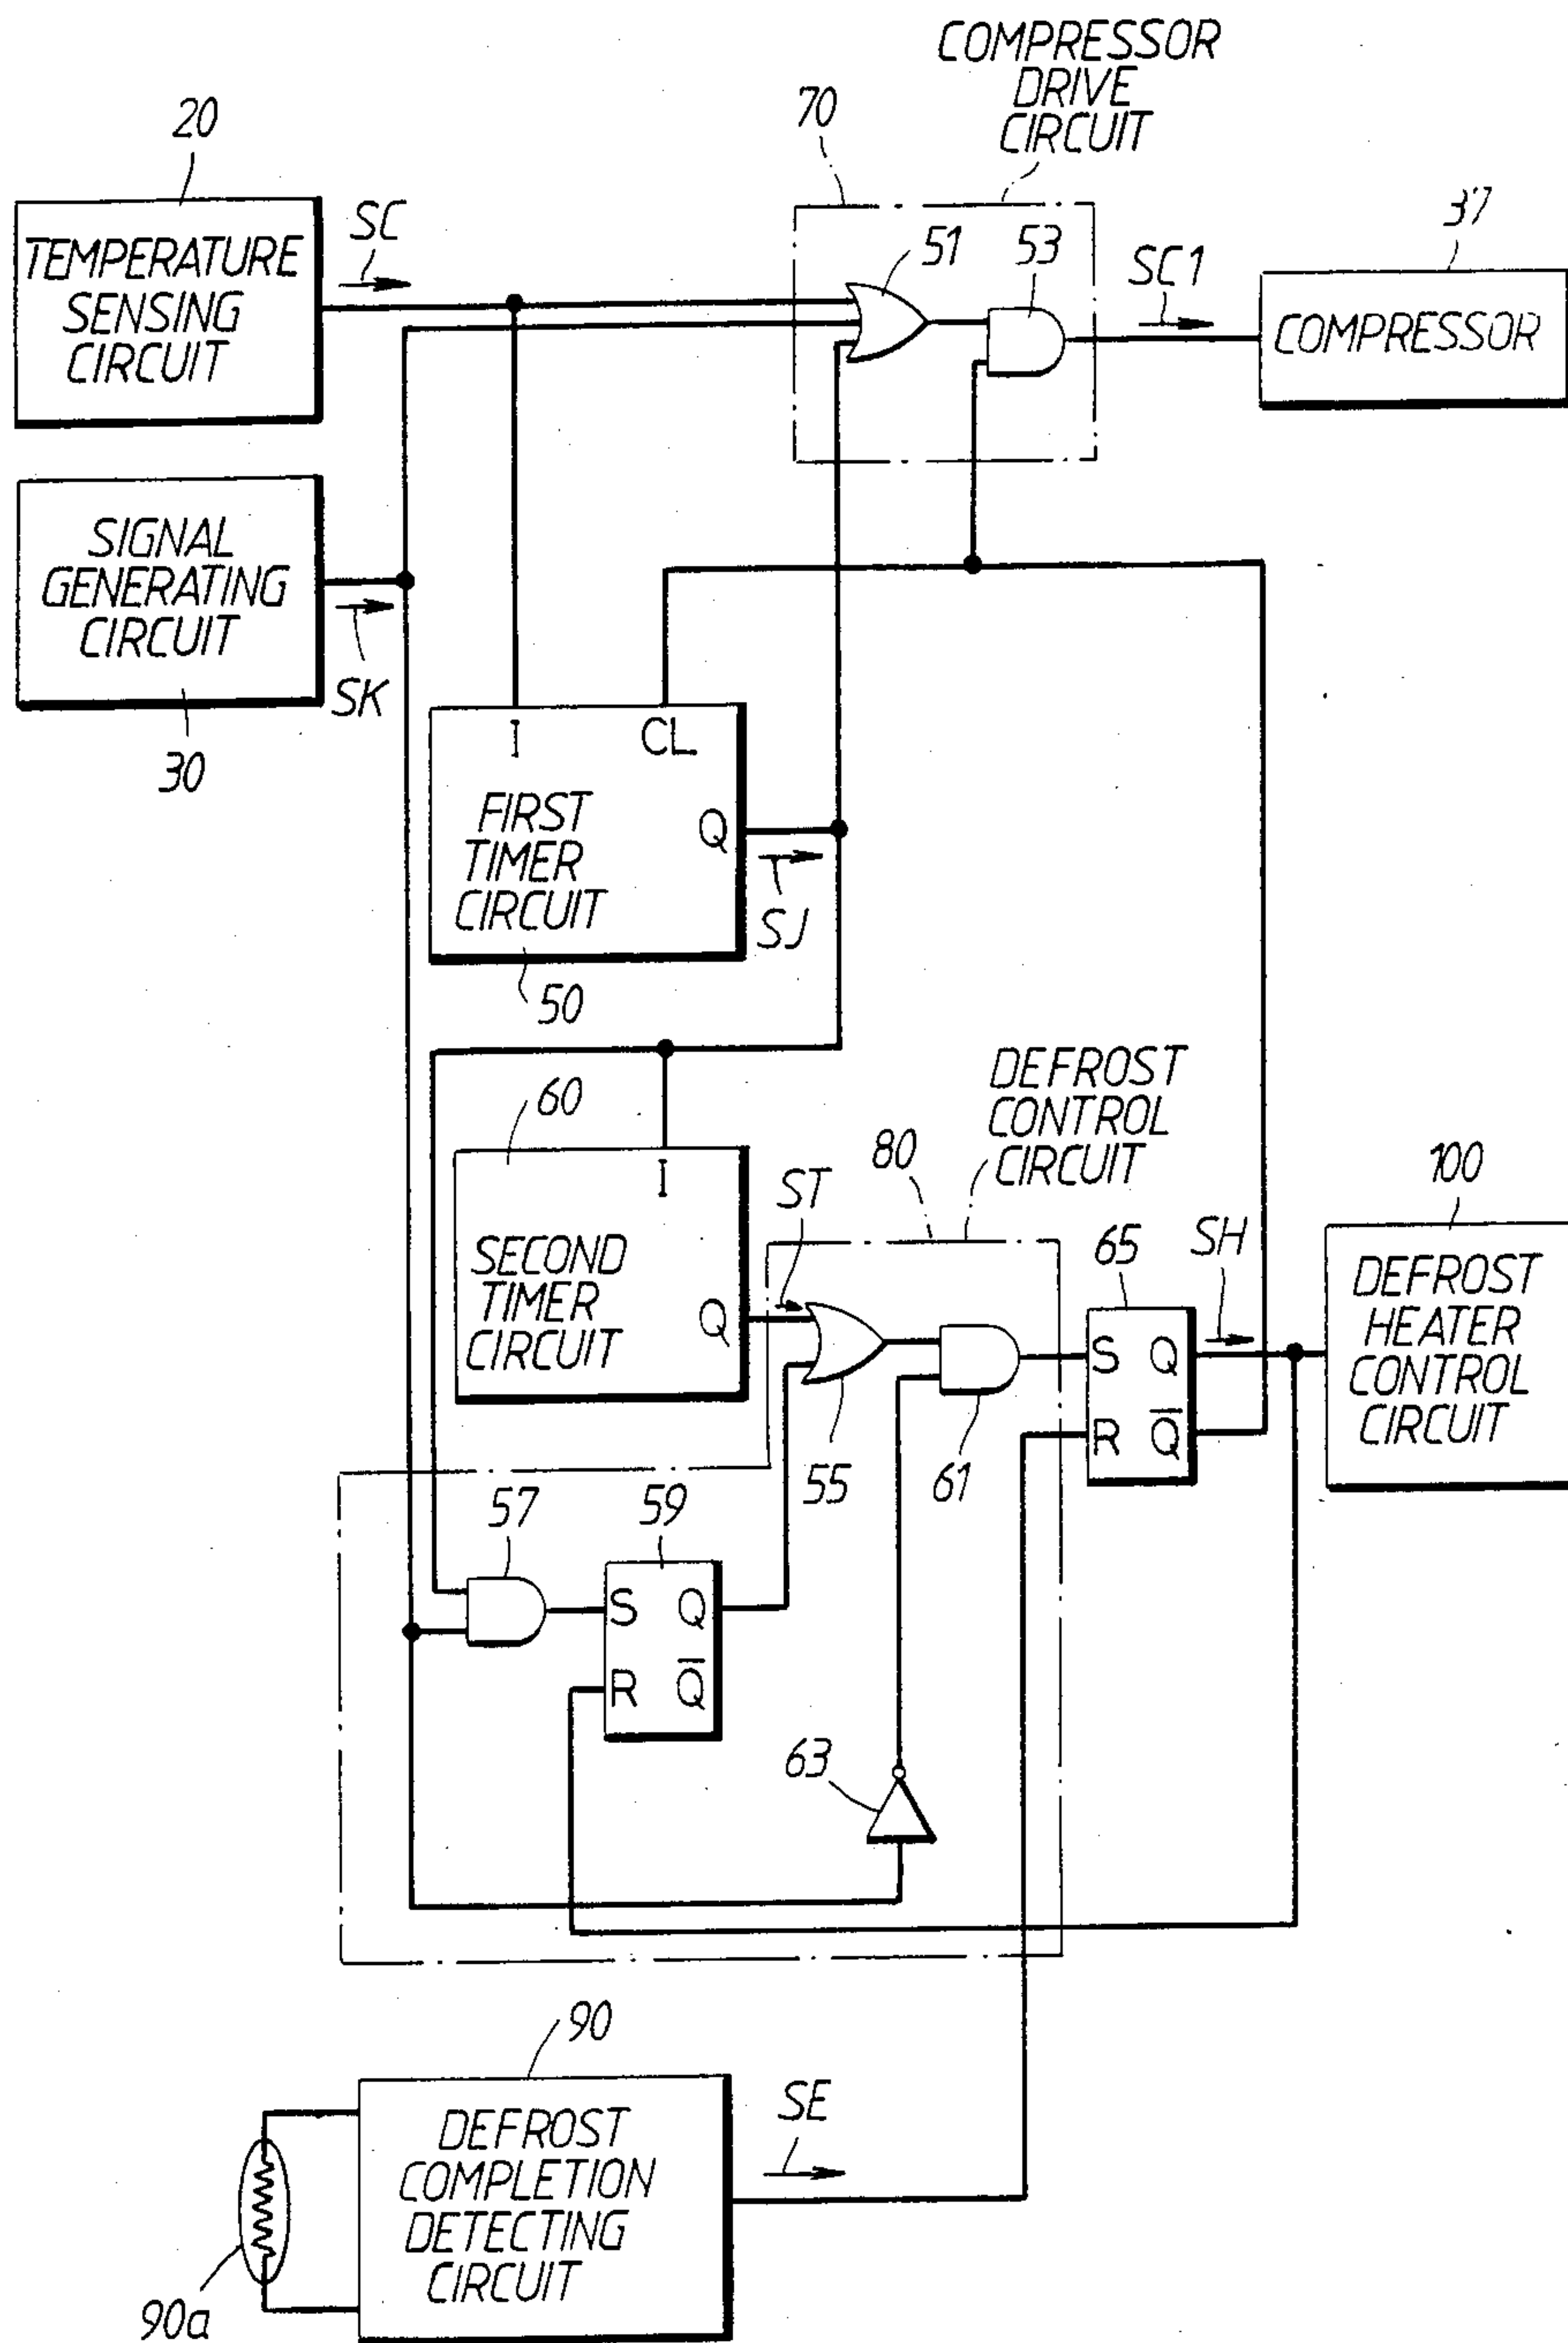 COMPRESSOR
DRIVE
CIRCUIT
70
20
TEMPERATURE
SENSING
CIRCUIT
SC
51
53
SC1
37
COMPRESSOR
SIGNAL
GENERATING
CIRCUIT
SK
30
I
CL
Q
FIRST
TIMER
CIRCUIT
SJ
50
60
I
SECOND
TIMER
CIRCUIT
Q
ST
80
DEFROST
CONTROL
CIRCUIT
55
61
65
S Q
R Q̅
SH
100
DEFROST
HEATER
CONTROL
CIRCUIT
57
59
S Q
R Q̅
63
90
DEFROST
COMPLETION
DETECTING
CIRCUIT
SE
90a